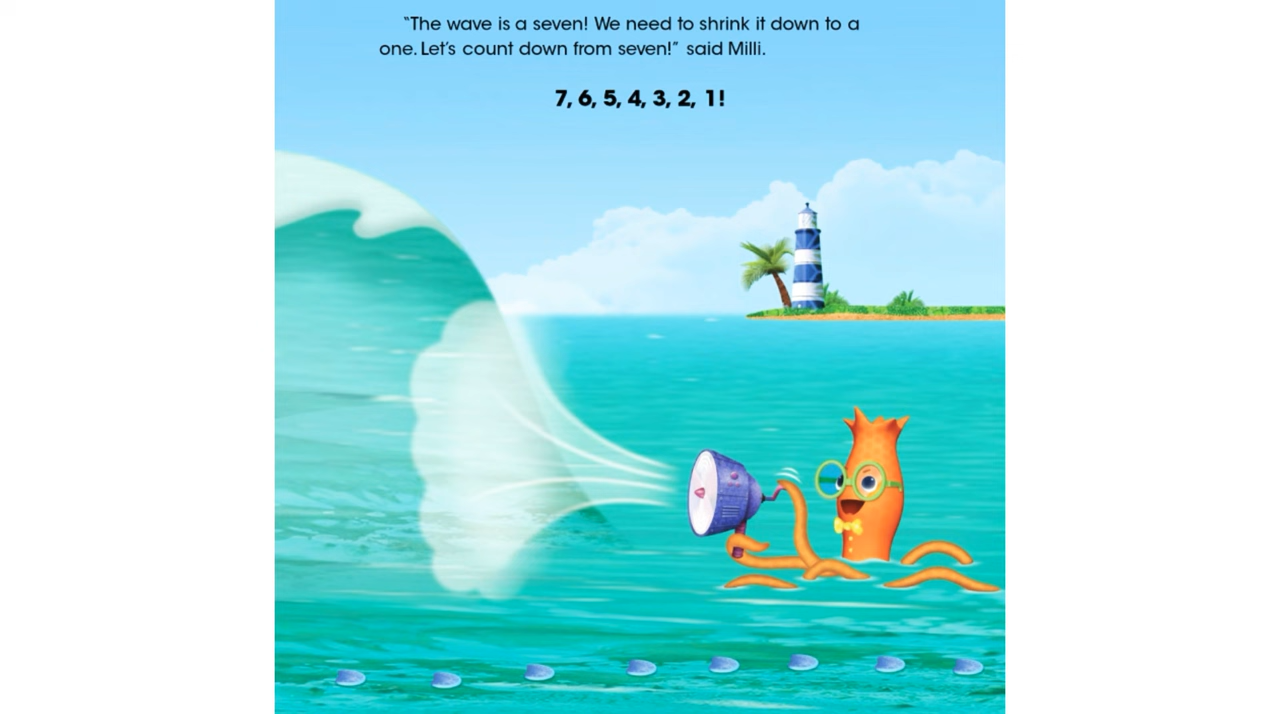 “The wave is a seven! We need to shrink it down to a
one. Let’s count down from seven!” said Milli.
7, 6, 5, 4, 3, 2, 1!